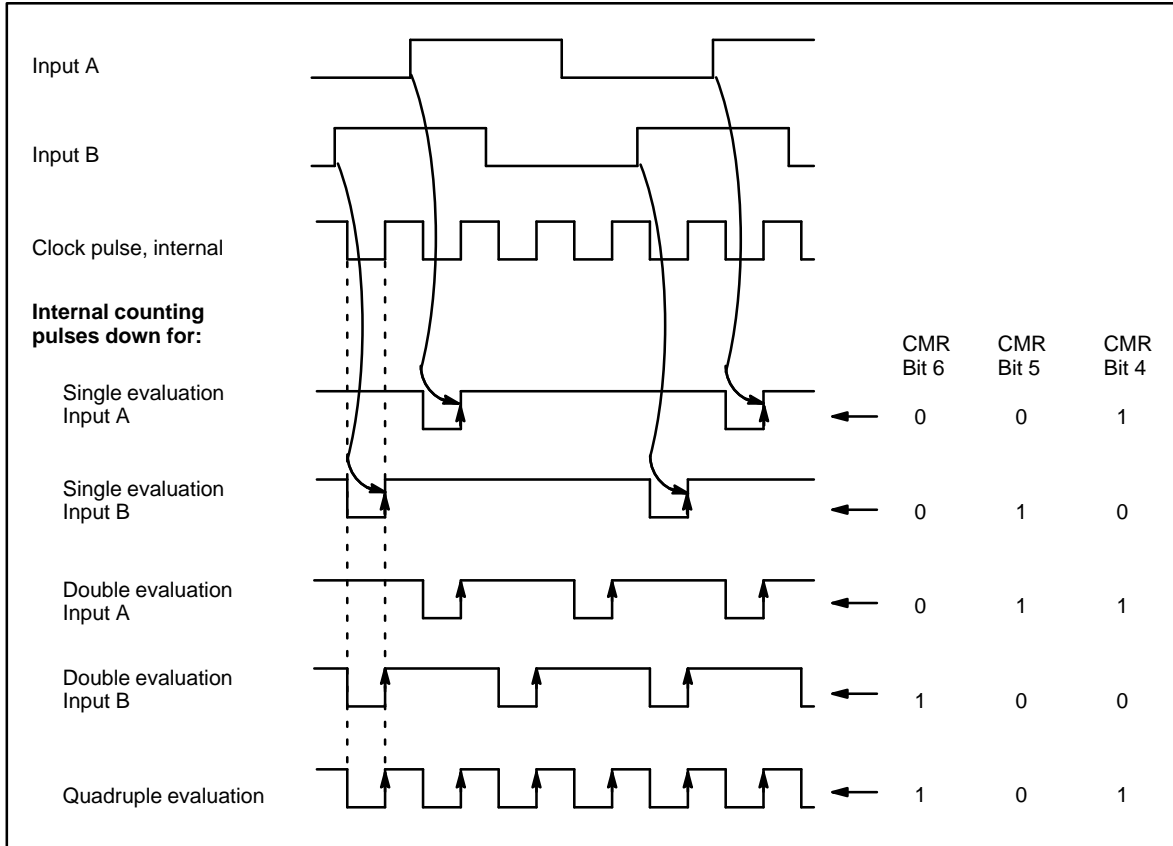 Input A
Input B
Clock pulse, internal
Internal counting
pulses down for:
CMR
Bit 6
CMR
Bit 5
CMR
Bit 4
Single evaluation
Input A
0 0 1
Single evaluation
Input B
0 1 0
Double evaluation
Input A
0 1 1
Double evaluation
Input B
1 0 0
Quadruple evaluation
1 0 1